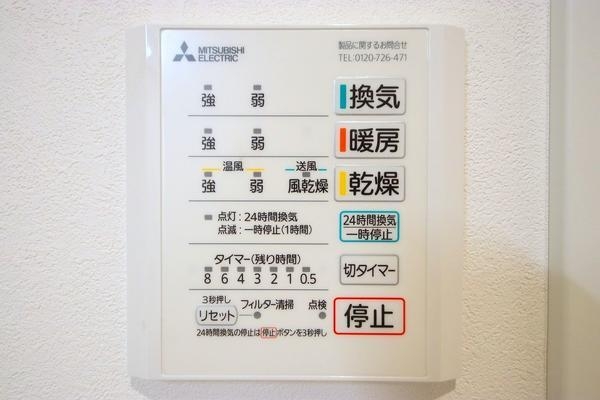 MITSUBISHI
ELECTRIC
製品に関するお問合せ
TEL:0120-726-471
強 弱 換気
強 弱 暖房
温風 送風
強 弱 風乾燥 乾燥
点灯:24時間換気
点滅:一時停止(1時間)
24時間換気
一時停止
タイマー(残り時間)
8 6 4 3 2 1 0.5
切タイマー
3秒押し
リセット フィルター清掃 点検
停止
24時間換気の停止は停止ボタンを3秒押し